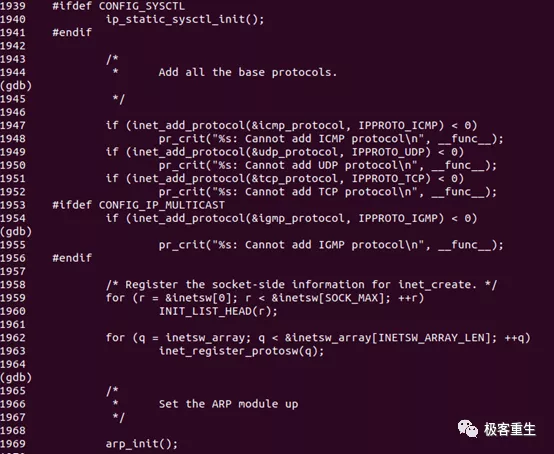 1939 #ifdef CONFIG_SYSCTL
1940 ip_static_sysctl_init();
1941 #endif
1942
1943 /*
1944 * Add all the base protocols.
(gdb)
1945 */
1946
1947 if (inet_add_protocol(&icmp_protocol, IPPROTO_ICMP) < 0)
1948 pr_crit("%s: Cannot add ICMP protocol\n", __func__);
1949 if (inet_add_protocol(&udp_protocol, IPPROTO_UDP) < 0)
1950 pr_crit("%s: Cannot add UDP protocol\n", __func__);
1951 if (inet_add_protocol(&tcp_protocol, IPPROTO_TCP) < 0)
1952 pr_crit("%s: Cannot add TCP protocol\n", __func__);
1953 #ifdef CONFIG_IP_MULTICAST
1954 if (inet_add_protocol(&igmp_protocol, IPPROTO_IGMP) < 0)
(gdb)
1955 pr_crit("%s: Cannot add IGMP protocol\n", __func__);
1956 #endif
1957
1958 /* Register the socket-side information for inet_create. */
1959 for (r = &inetsw[0]; r < &inetsw[SOCK_MAX]; ++r)
1960 INIT_LIST_HEAD(r);
1961
1962 for (q = inetsw_array; q < &inetsw_array[INETSW_ARRAY_LEN]; ++q)
1963 inet_register_protosw(q);
1964
(gdb)
1965 /*
1966 * Set the ARP module up
1967 */
1968
1969 arp_init();
极客重生